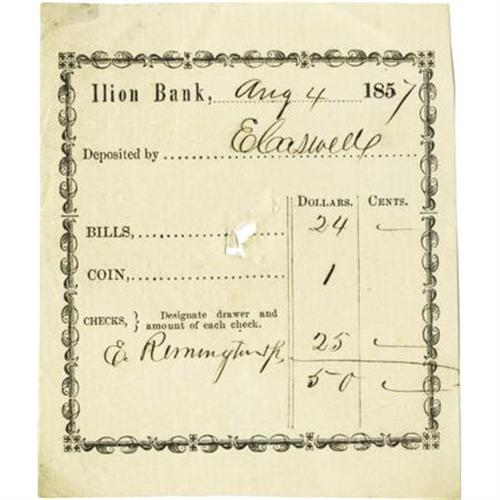 Ilion Bank, Aug 4 1857
Deposited by E Caswell
DOLLARS. CENTS.
BILLS, 24 —
COIN, 1
CHECKS, } Designate drawer and
amount of each check.
E. Remington Jr 25 —
50 —